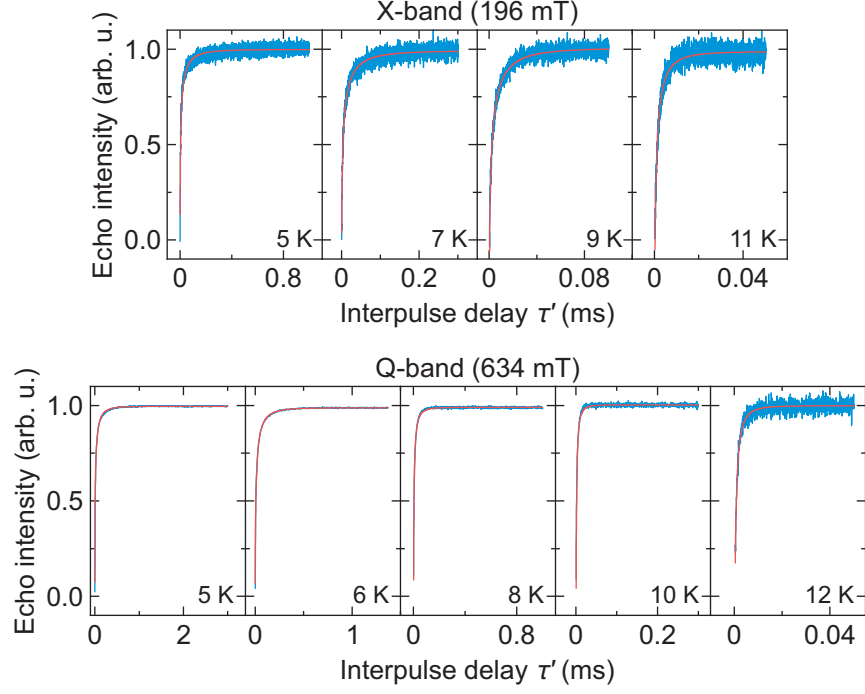 X-band (196 mT)
Echo intensity (arb. u.)
1.0
0.5
0.0
5 K
7 K
9 K
11 K
0 0.8 0 0.2 0 0.08 0 0.04
Interpulse delay τ′ (ms)
Q-band (634 mT)
Echo intensity (arb. u.)
1.0
0.5
0.0
5 K
6 K
8 K
10 K
12 K
0 2 0 1 0 0.8 0 0.2 0 0.04
Interpulse delay τ′ (ms)